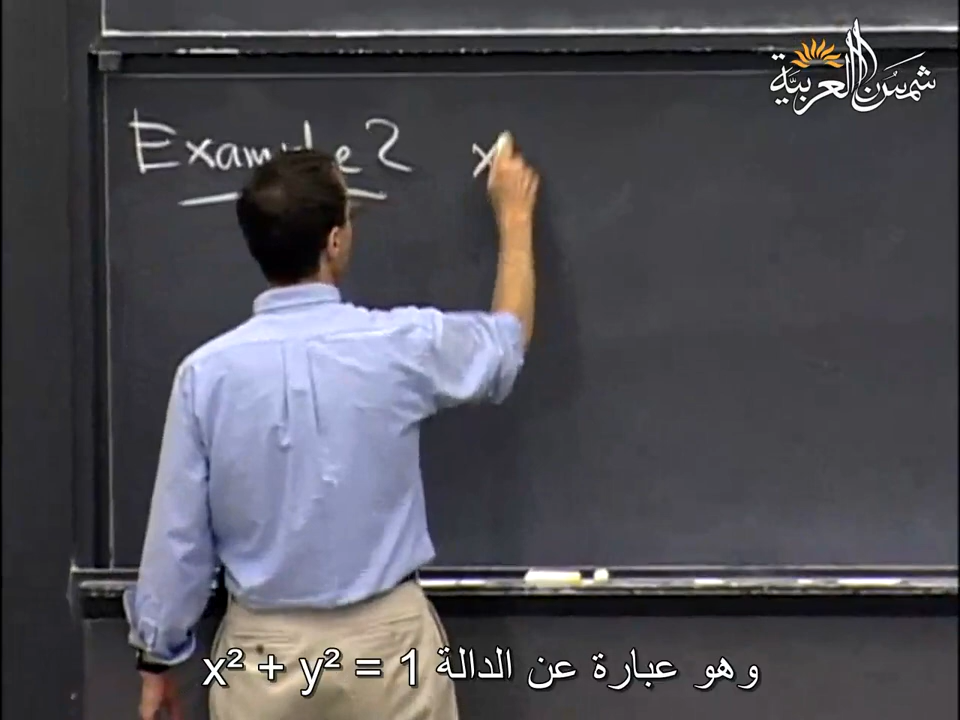 شمس العربية
Example 2 x
وهو عبارة عن الدالة x² + y² = 1